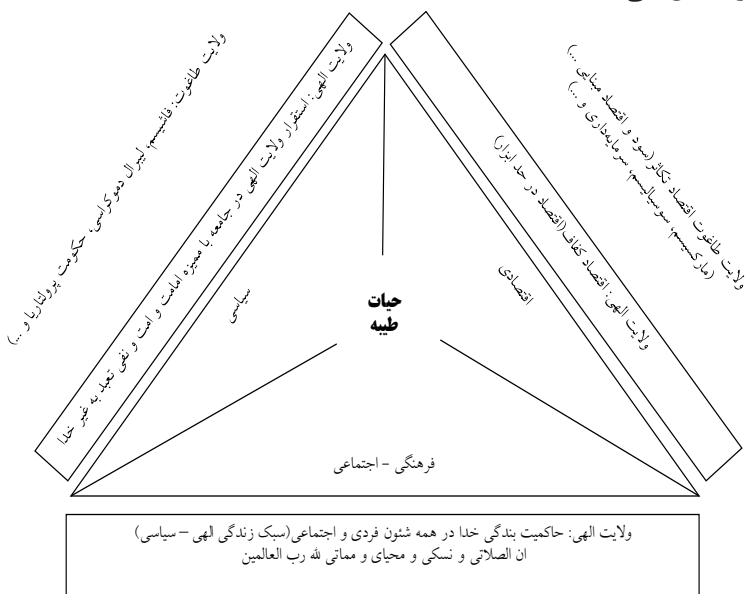 ولایت طاغوت: فاشیسم، لیبرال دموکراسی، حکومت پرولتاریا و ...)
ولایت الهی: استقرار ولایت الهی در جامعه با ممیزه امامت و امت و نفی تعبد به غیر خدا
سیاسی
ولایت طاغوت اقتصاد تکاثر (سود و اقتصاد مبنایی ...)
(مارکسیسم، سوسیالیسم، سرمایه‌داری و ...)
ولایت الهی: اقتصاد کفاف (اقتصاد در حد ابزار)
اقتصادی
حیات
طیبه
فرهنگی - اجتماعی
ولایت الهی: حاکمیت بندگی خدا در همه شئون فردی و اجتماعی(سبک زندگی الهی – سیاسی)
ان الصلاتی و نسکی و محیای و مماتی لله رب العالمین